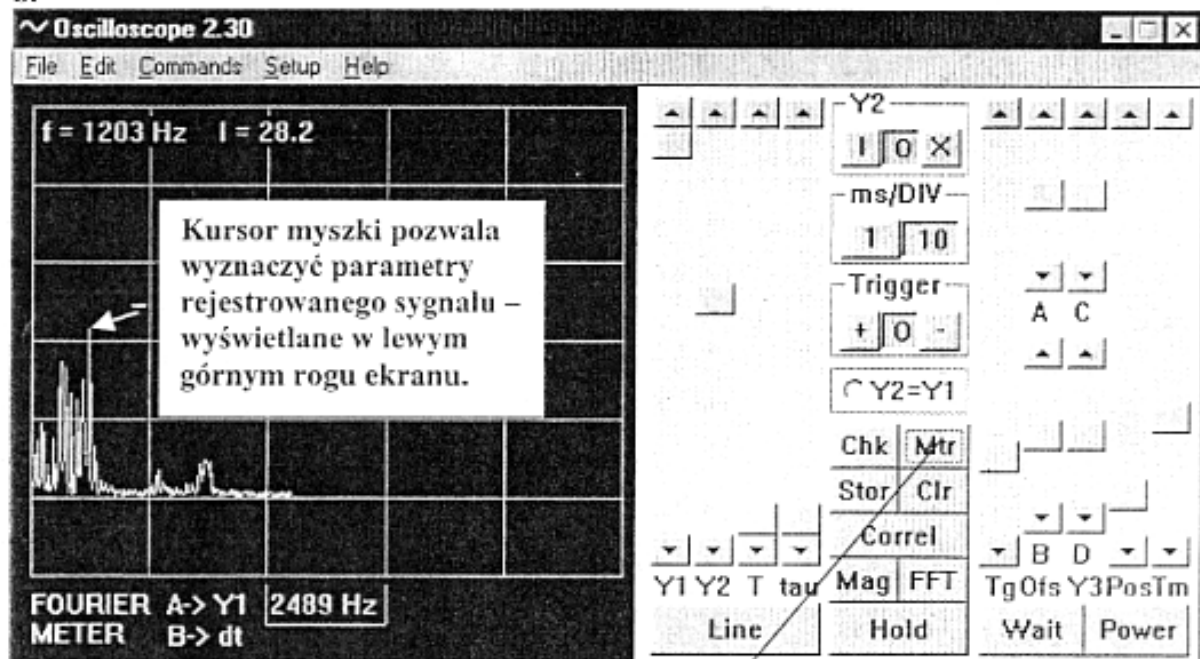 Oscilloscope 2.30
File Edit Commands Setup Help
f = 1203 Hz I = 28.2
Kursor myszki pozwala
wyznaczyć parametry
rejestrowanego sygnału –
wyświetlane w lewym
górnym rogu ekranu.
FOURIER A-> Y1 2489 Hz
METER B-> dt
Y2
I 0 X
ms/DIV
1 10
Trigger
+ 0 -
Y2=Y1
Chk Mtr
Stor Clr
Correl
Mag FFT
Y1 Y2 T tau
Line Hold Wait Power
A C
B D
Tg Ofs Y3 Pos Tm